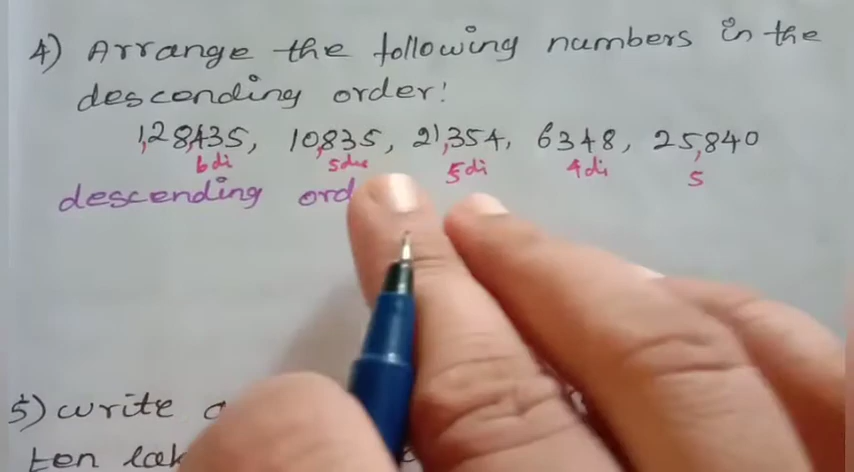 4) Arrange the following numbers in the
descending order:
1,28,435, 10,835, 21,354, 6348, 25,840
6di 5di 5di 4di 5
descending ord
5) write
ten lak